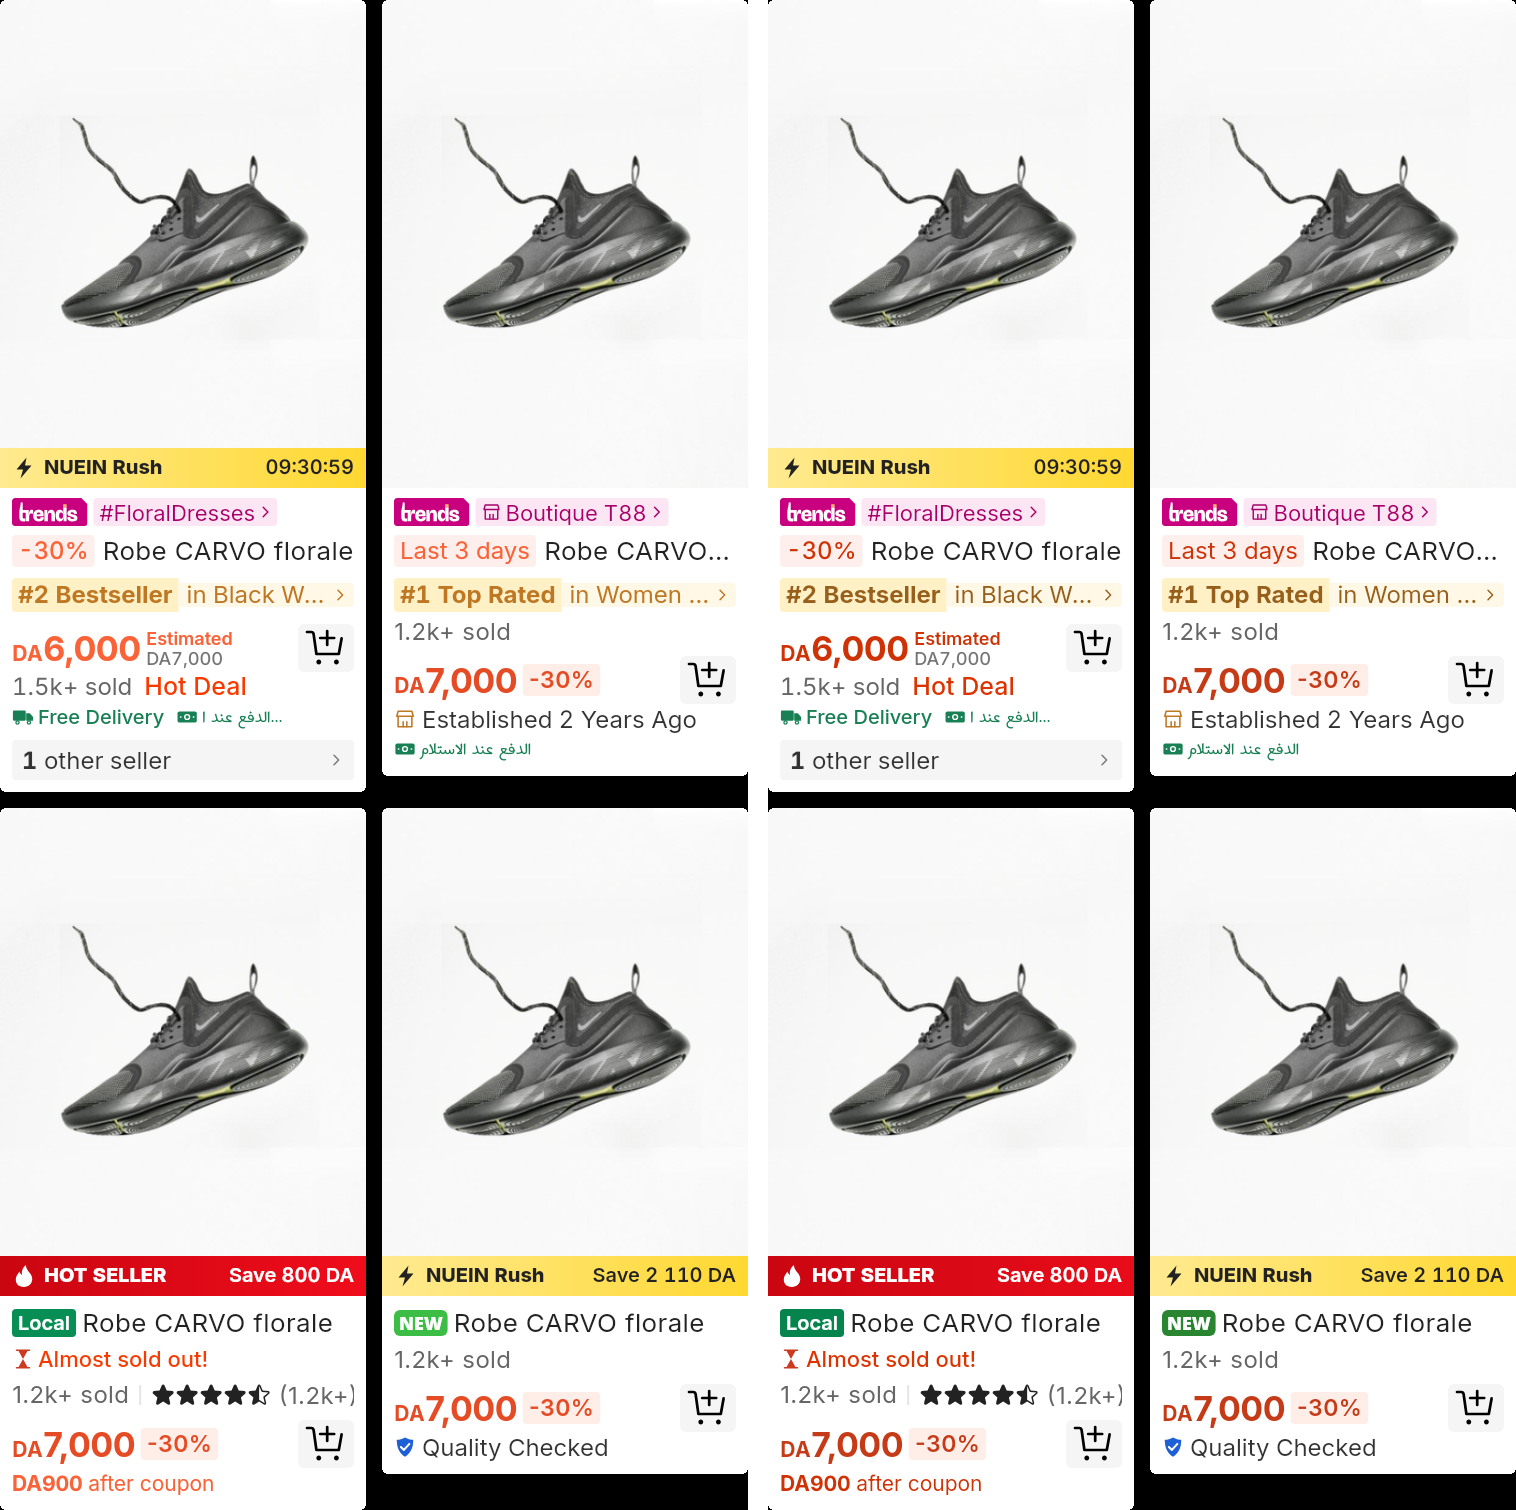 NUEIN Rush 09:30:59
trends #FloralDresses >
-30% Robe CARVO florale
#2 Bestseller in Black W... >
DA6,000 Estimated DA7,000
1.5k+ sold Hot Deal
Free Delivery الدفع عند ا...
1 other seller >
trends Boutique T88 >
Last 3 days Robe CARVO...
#1 Top Rated in Women ... >
1.2k+ sold
DA7,000 -30%
Established 2 Years Ago
الدفع عند الاستلام
NUEIN Rush 09:30:59
trends #FloralDresses >
-30% Robe CARVO florale
#2 Bestseller in Black W... >
DA6,000 Estimated DA7,000
1.5k+ sold Hot Deal
Free Delivery الدفع عند ا...
1 other seller >
trends Boutique T88 >
Last 3 days Robe CARVO...
#1 Top Rated in Women ... >
1.2k+ sold
DA7,000 -30%
Established 2 Years Ago
الدفع عند الاستلام
HOT SELLER Save 800 DA
Local Robe CARVO florale
Almost sold out!
1.2k+ sold (1.2k+)
DA7,000 -30%
DA900 after coupon
NUEIN Rush Save 2 110 DA
NEW Robe CARVO florale
1.2k+ sold
DA7,000 -30%
Quality Checked
HOT SELLER Save 800 DA
Local Robe CARVO florale
Almost sold out!
1.2k+ sold (1.2k+)
DA7,000 -30%
DA900 after coupon
NUEIN Rush Save 2 110 DA
NEW Robe CARVO florale
1.2k+ sold
DA7,000 -30%
Quality Checked